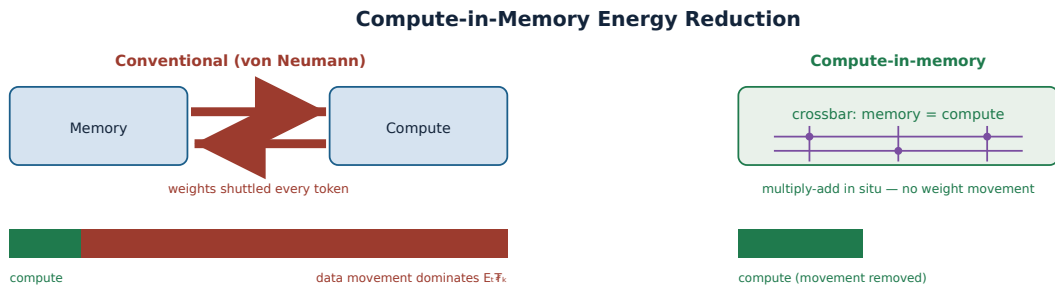 Compute-in-Memory Energy Reduction
Conventional (von Neumann)
Compute-in-memory
Memory
Compute
crossbar: memory = compute
weights shuttled every token
multiply-add in situ — no weight movement
compute
data movement dominates
compute (movement removed)